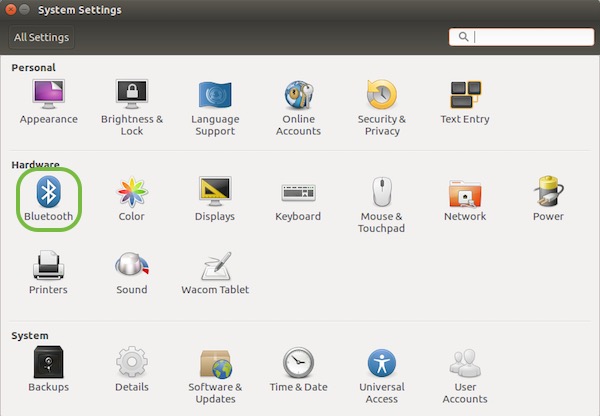 System Settings
All Settings
Personal
Appearance
Brightness &
Lock
Language
Support
Online
Accounts
Security &
Privacy
Text Entry
Hardware
Bluetooth
Color
Displays
Keyboard
Mouse &
Touchpad
Network
Power
Printers
Sound
Wacom Tablet
System
Backups
Details
Software &
Updates
Time & Date
Universal
Access
User
Accounts